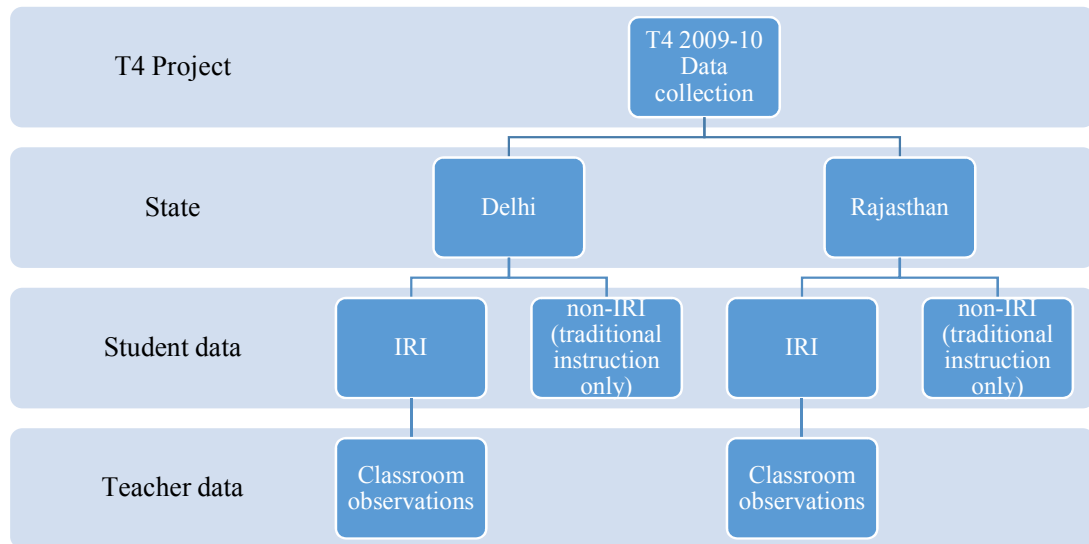 T4 Project
T4 2009-10
Data
collection
State
Delhi
Rajasthan
Student data
IRI
non-IRI
(traditional
instruction
only)
IRI
non-IRI
(traditional
instruction
only)
Teacher data
Classroom
observations
Classroom
observations